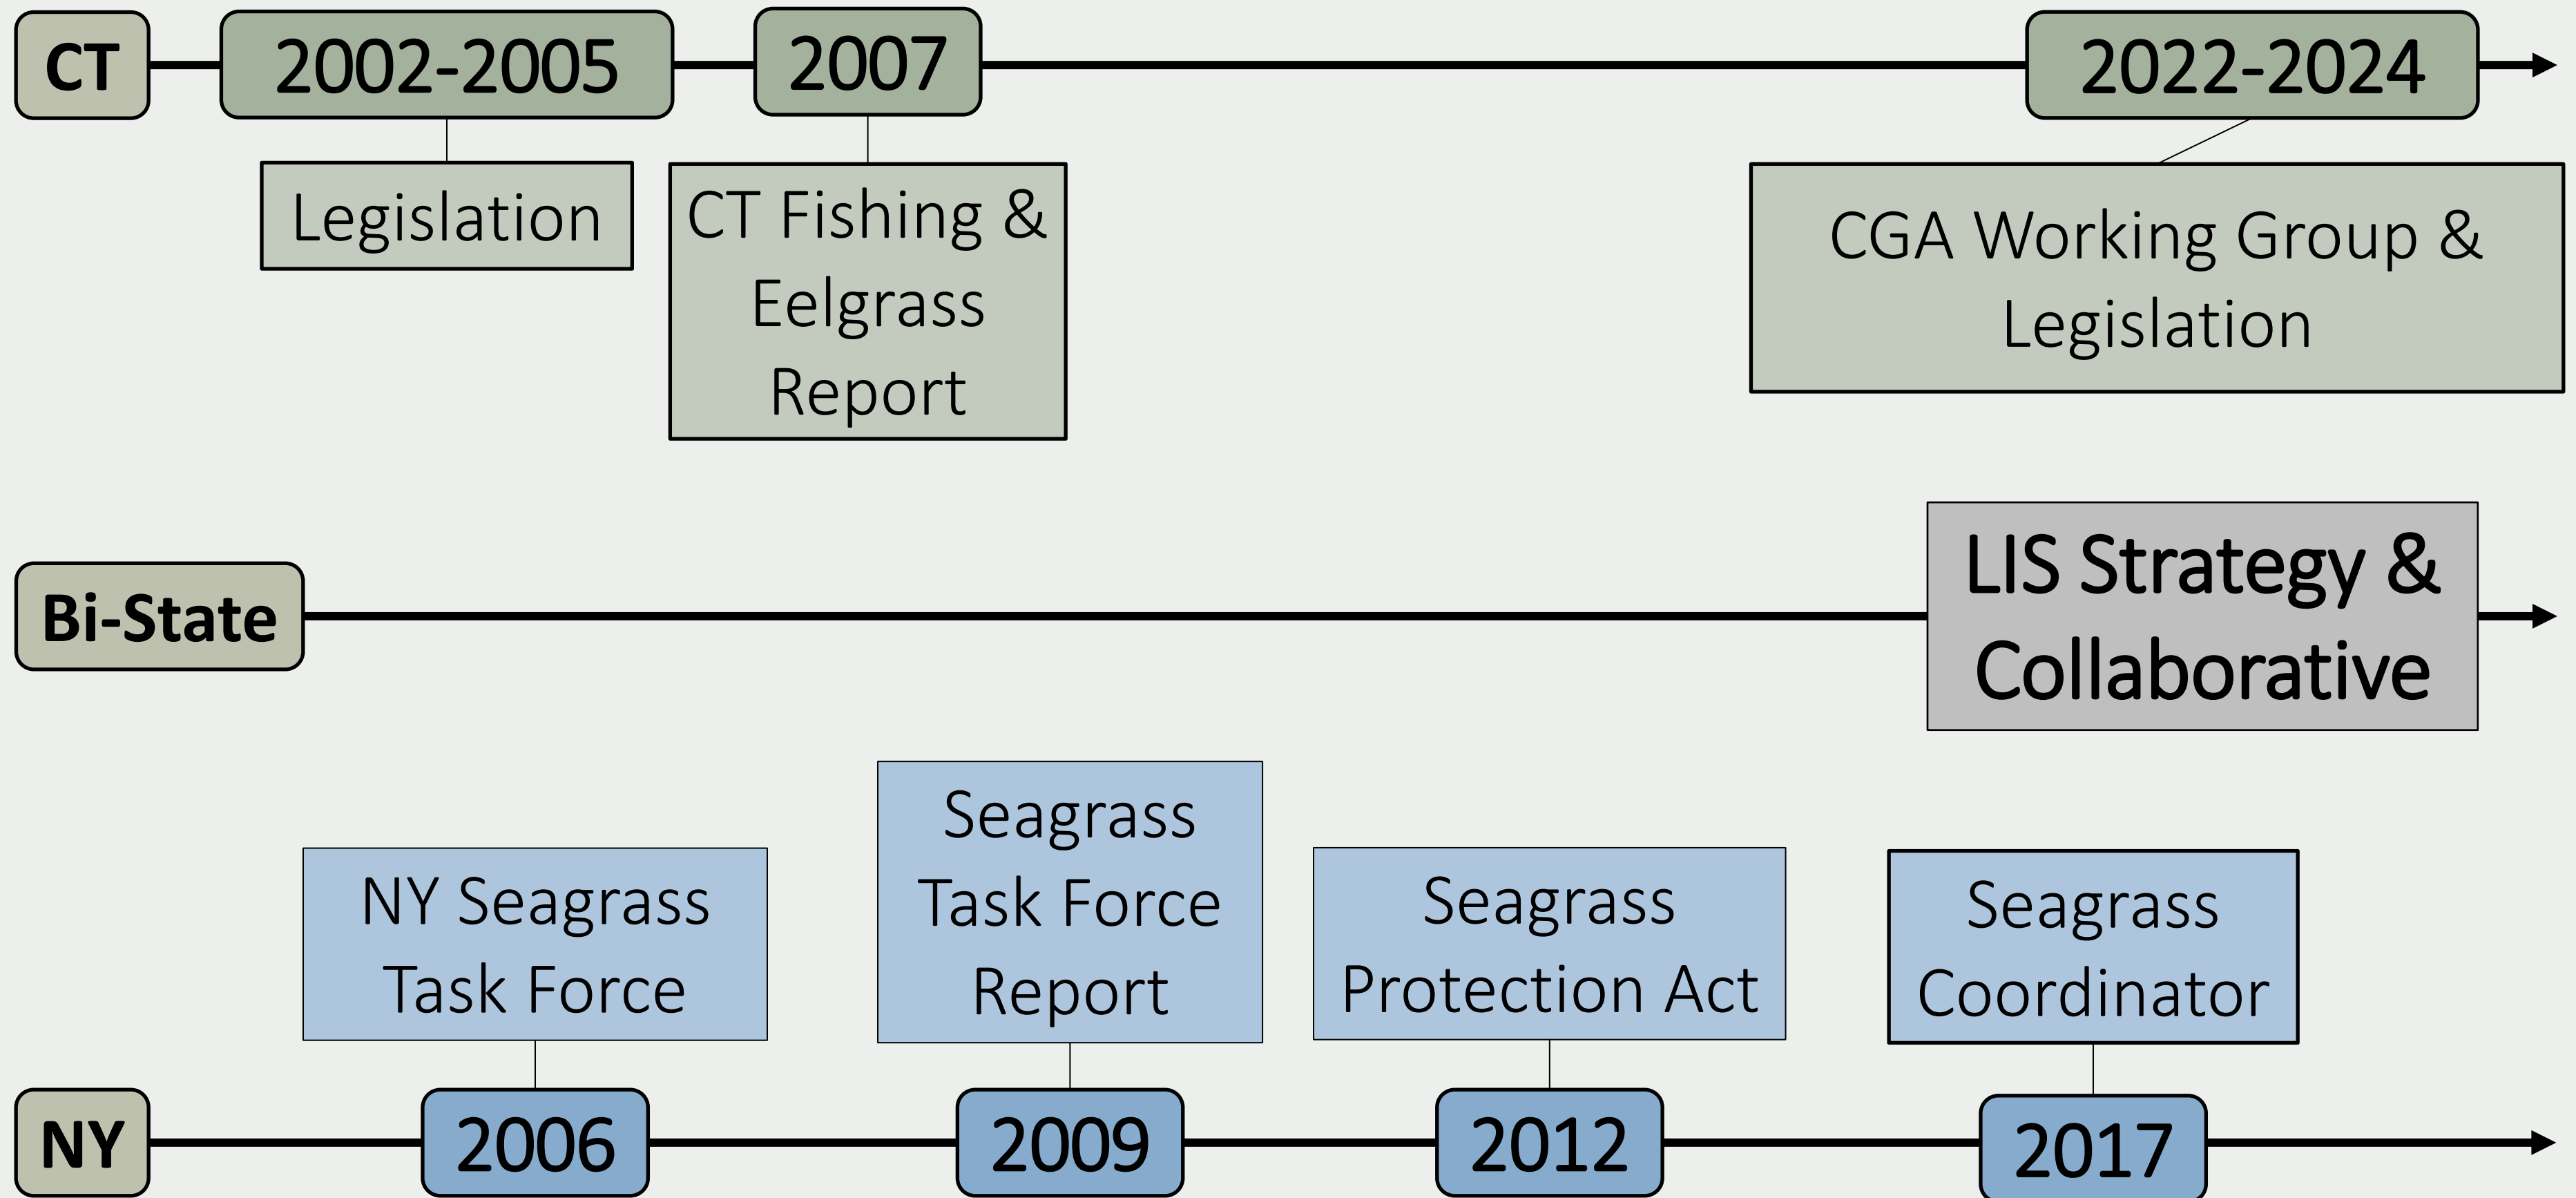 CT
2002-2005
2007
2022-2024
Legislation
CT Fishing &
Eelgrass
Report
CGA Working Group &
Legislation
Bi-State
LIS Strategy &
Collaborative
NY Seagrass
Task Force
Seagrass
Task Force
Report
Seagrass
Protection Act
Seagrass
Coordinator
NY
2006
2009
2012
2017